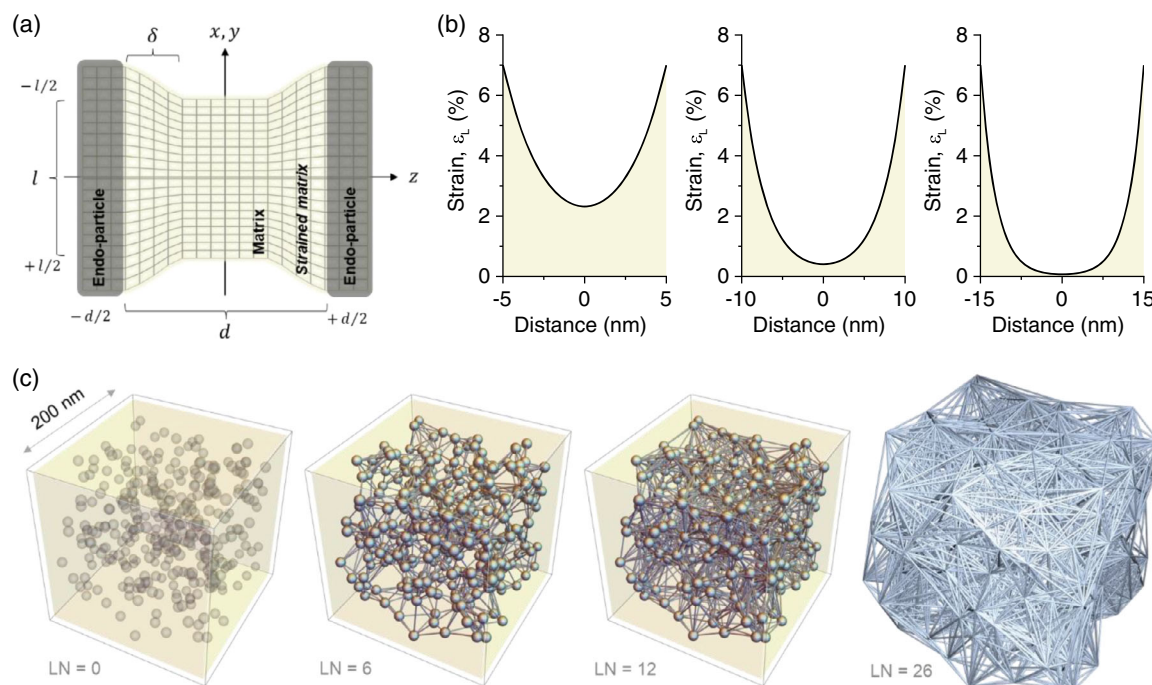 (a)
δ
x, y
− l/2
l
+ l/2
z
Endo-particle
Matrix
Strained matrix
Endo-particle
− d/2
d
+ d/2
(b)
8
6
4
2
0
Strain, εL (%)
-5
0
5
Distance (nm)
8
6
4
2
0
Strain, εL (%)
-10
0
10
Distance (nm)
8
6
4
2
0
Strain, εL (%)
-15
0
15
Distance (nm)
(c)
200 nm
LN = 0
LN = 6
LN = 12
LN = 26